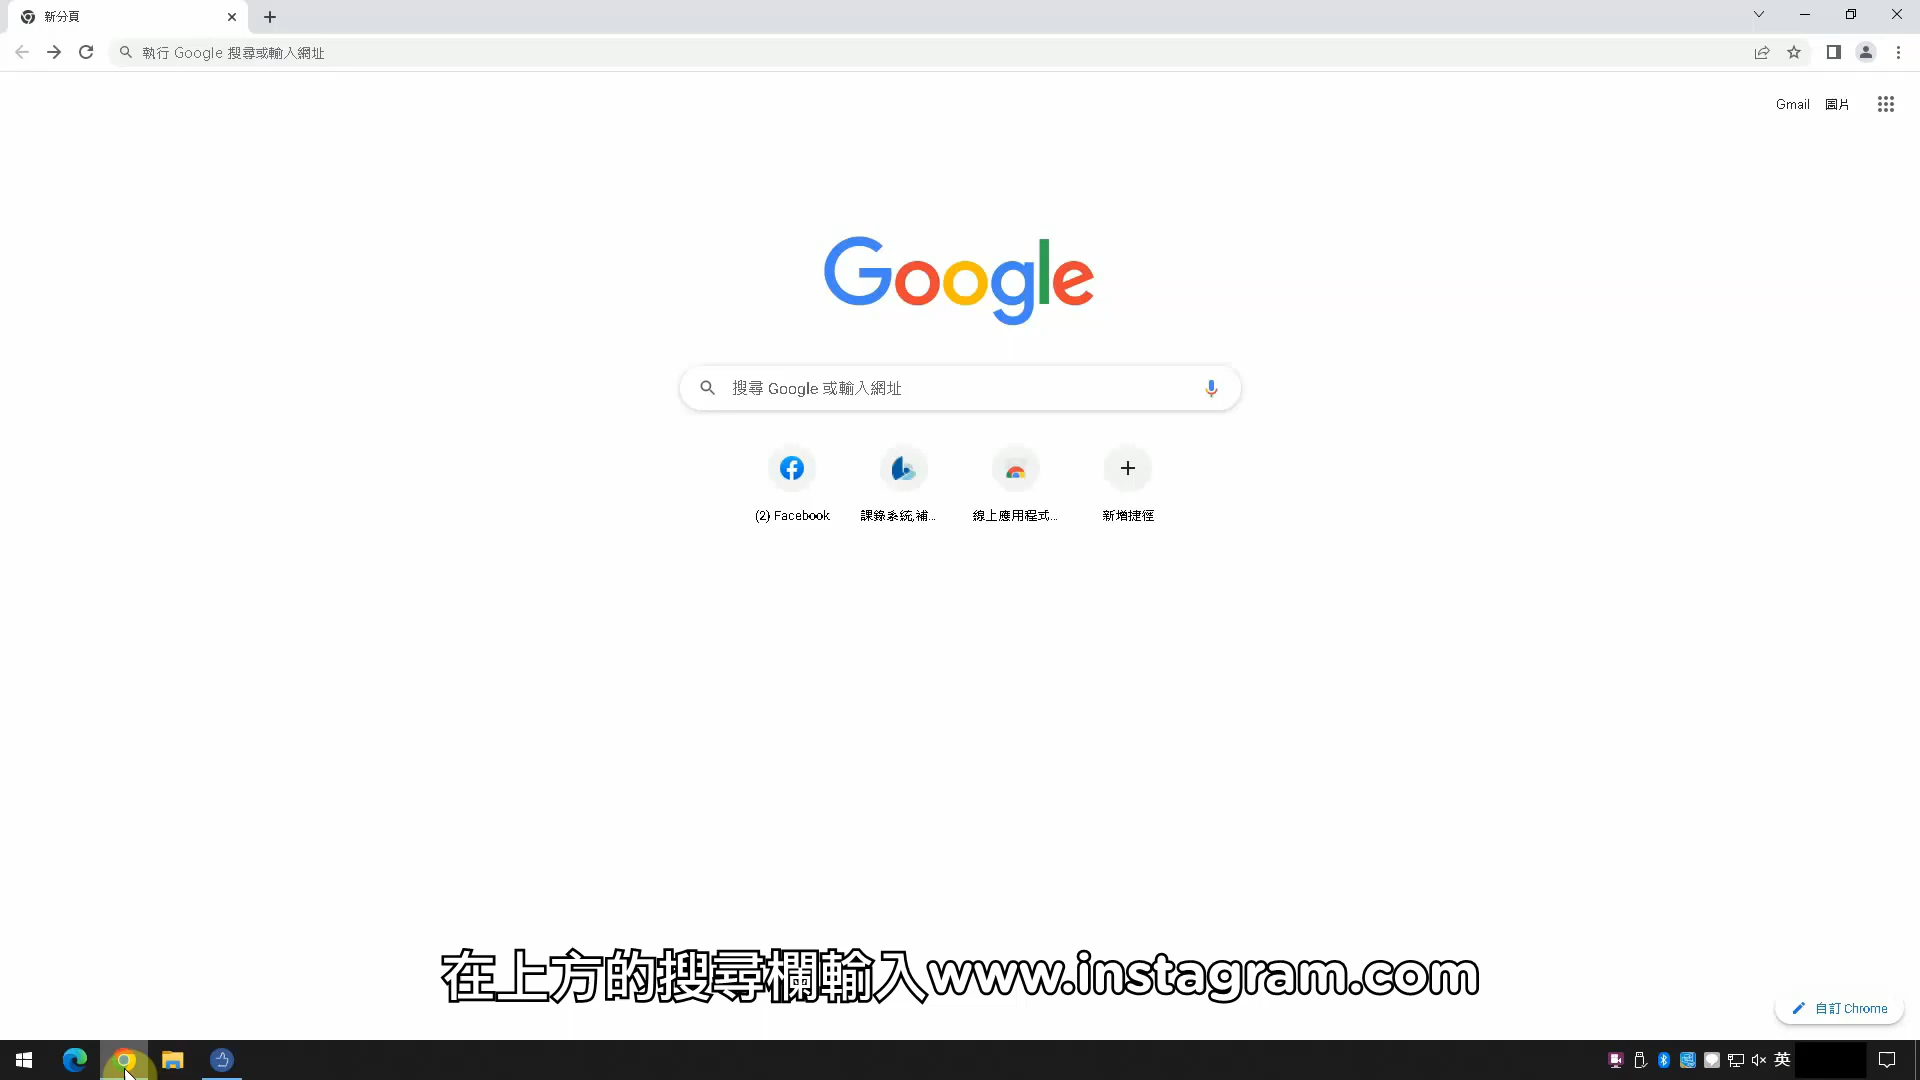 新分頁
執行 Google 搜尋或輸入網址
Gmail 圖片
Google
搜尋 Google 或輸入網址
(2) Facebook
課錄系統,補...
線上應用程式...
新增捷徑
在上方的搜尋欄輸入www.instagram.com
自訂 Chrome
英